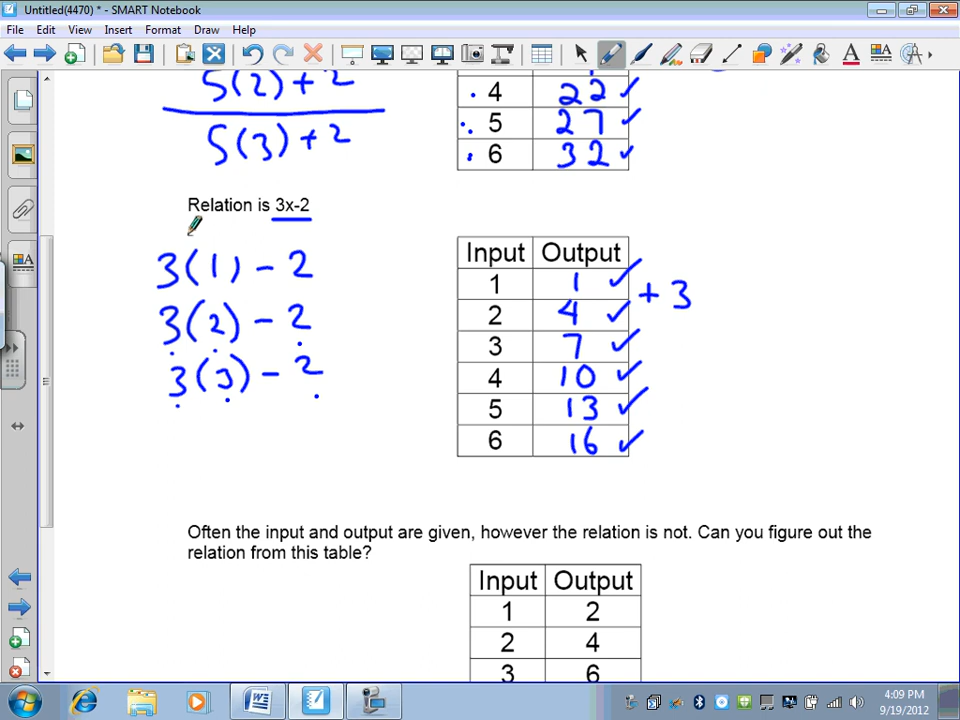 Untitled(4470) * - SMART Notebook
File Edit View Insert Format Draw Help
5(2) + 2
5(3) + 2
4 22 ✓
5 27 ✓
6 32 ✓
Relation is 3x-2
3(1) - 2
3(2) - 2
3(3) - 2
Input Output
1 1 ✓
+ 3
2 4 ✓
3 7 ✓
4 10 ✓
5 13 ✓
6 16 ✓
Often the input and output are given, however the relation is not. Can you figure out the
relation from this table?
Input Output
1 2
2 4
3 6
4:09 PM
9/19/2012